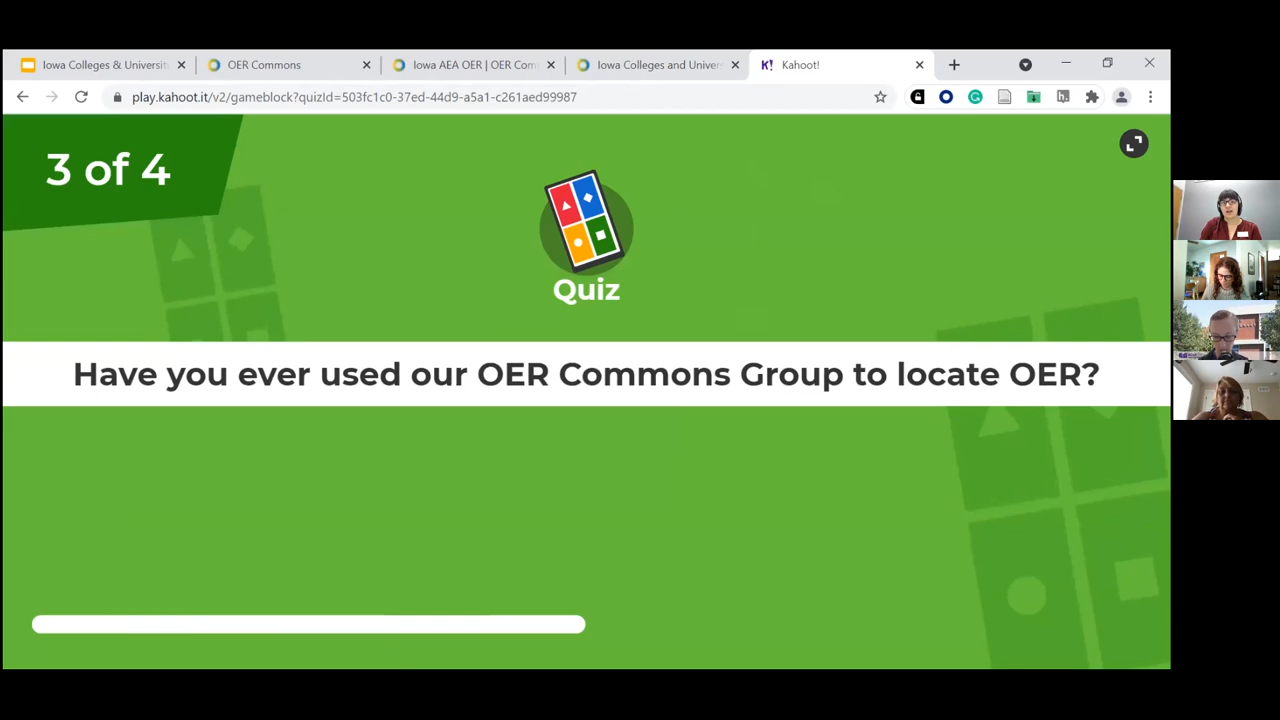 Iowa Colleges & Universit
OER Commons
Iowa AEA OER | OER Com
Iowa Colleges and Univer
K! Kahoot!
play.kahoot.it/v2/gameblock?quizId=503fc1c0-37ed-44d9-a5a1-c261aed99987
3 of 4
Quiz
Have you ever used our OER Commons Group to locate OER?